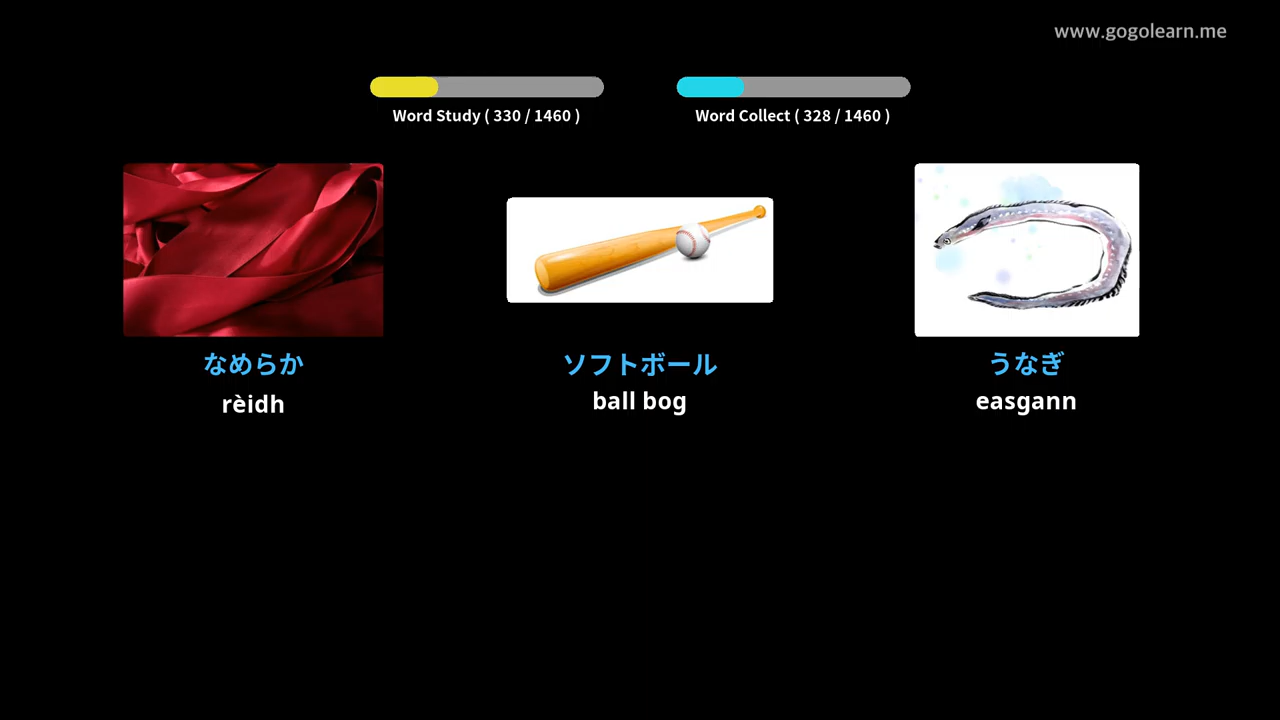 www.gogolearn.me
Word Study ( 330 / 1460 )
Word Collect ( 328 / 1460 )
なめらか
rèidh
ソフトボール
ball bog
うなぎ
easgann